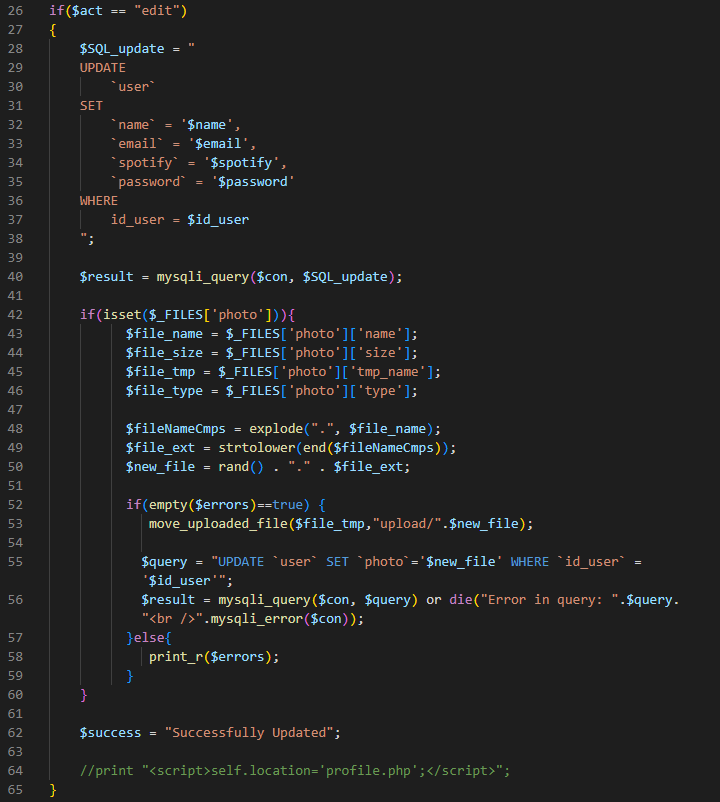 26 if($act == "edit")
27 {
28 $SQL_update = "
29 UPDATE
30 `user`
31 SET
32 `name` = '$name',
33 `email` = '$email',
34 `spotify` = '$spotify',
35 `password` = '$password'
36 WHERE
37 id_user = $id_user
38 ";
39
40 $result = mysqli_query($con, $SQL_update);
41
42 if(isset($_FILES['photo'])){
43 $file_name = $_FILES['photo']['name'];
44 $file_size = $_FILES['photo']['size'];
45 $file_tmp = $_FILES['photo']['tmp_name'];
46 $file_type = $_FILES['photo']['type'];
47
48 $fileNameCmps = explode(".", $file_name);
49 $file_ext = strtolower(end($fileNameCmps));
50 $new_file = rand() . "." . $file_ext;
51
52 if(empty($errors)==true) {
53 move_uploaded_file($file_tmp,"upload/".$new_file);
54
55 $query = "UPDATE `user` SET `photo`='$new_file' WHERE `id_user` =
'$id_user'";
56 $result = mysqli_query($con, $query) or die("Error in query: ".$query.
"<br />".mysqli_error($con));
57 }else{
58 print_r($errors);
59 }
60 }
61
62 $success = "Successfully Updated";
63
64 //print "<script>self.location='profile.php';</script>";
65 }